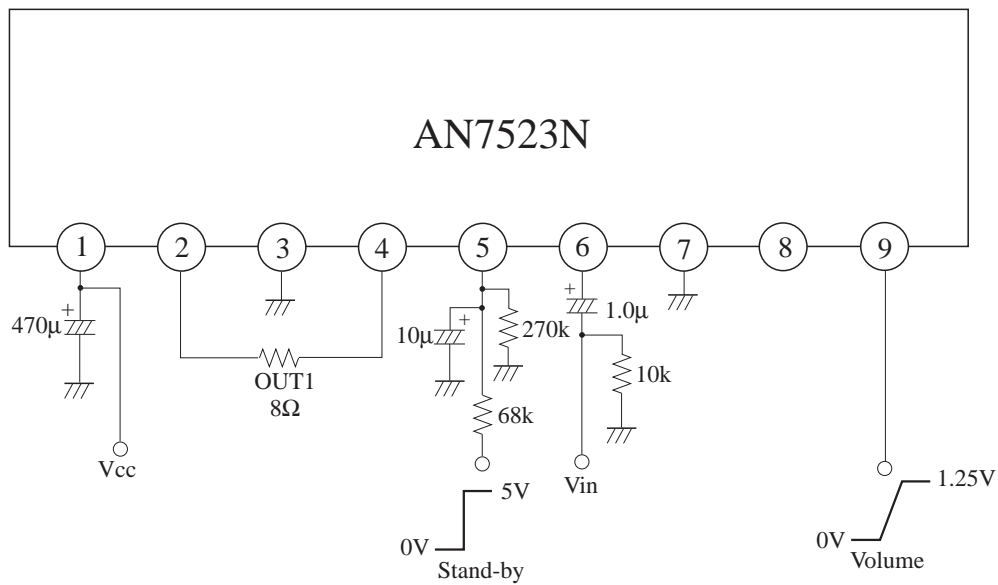 AN7523N
1
2
3
4
5
6
7
8
9
470μ
OUT1
8Ω
Vcc
10μ
270k
68k
1.0μ
10k
Vin
5V
0V
Stand-by
1.25V
0V
Volume